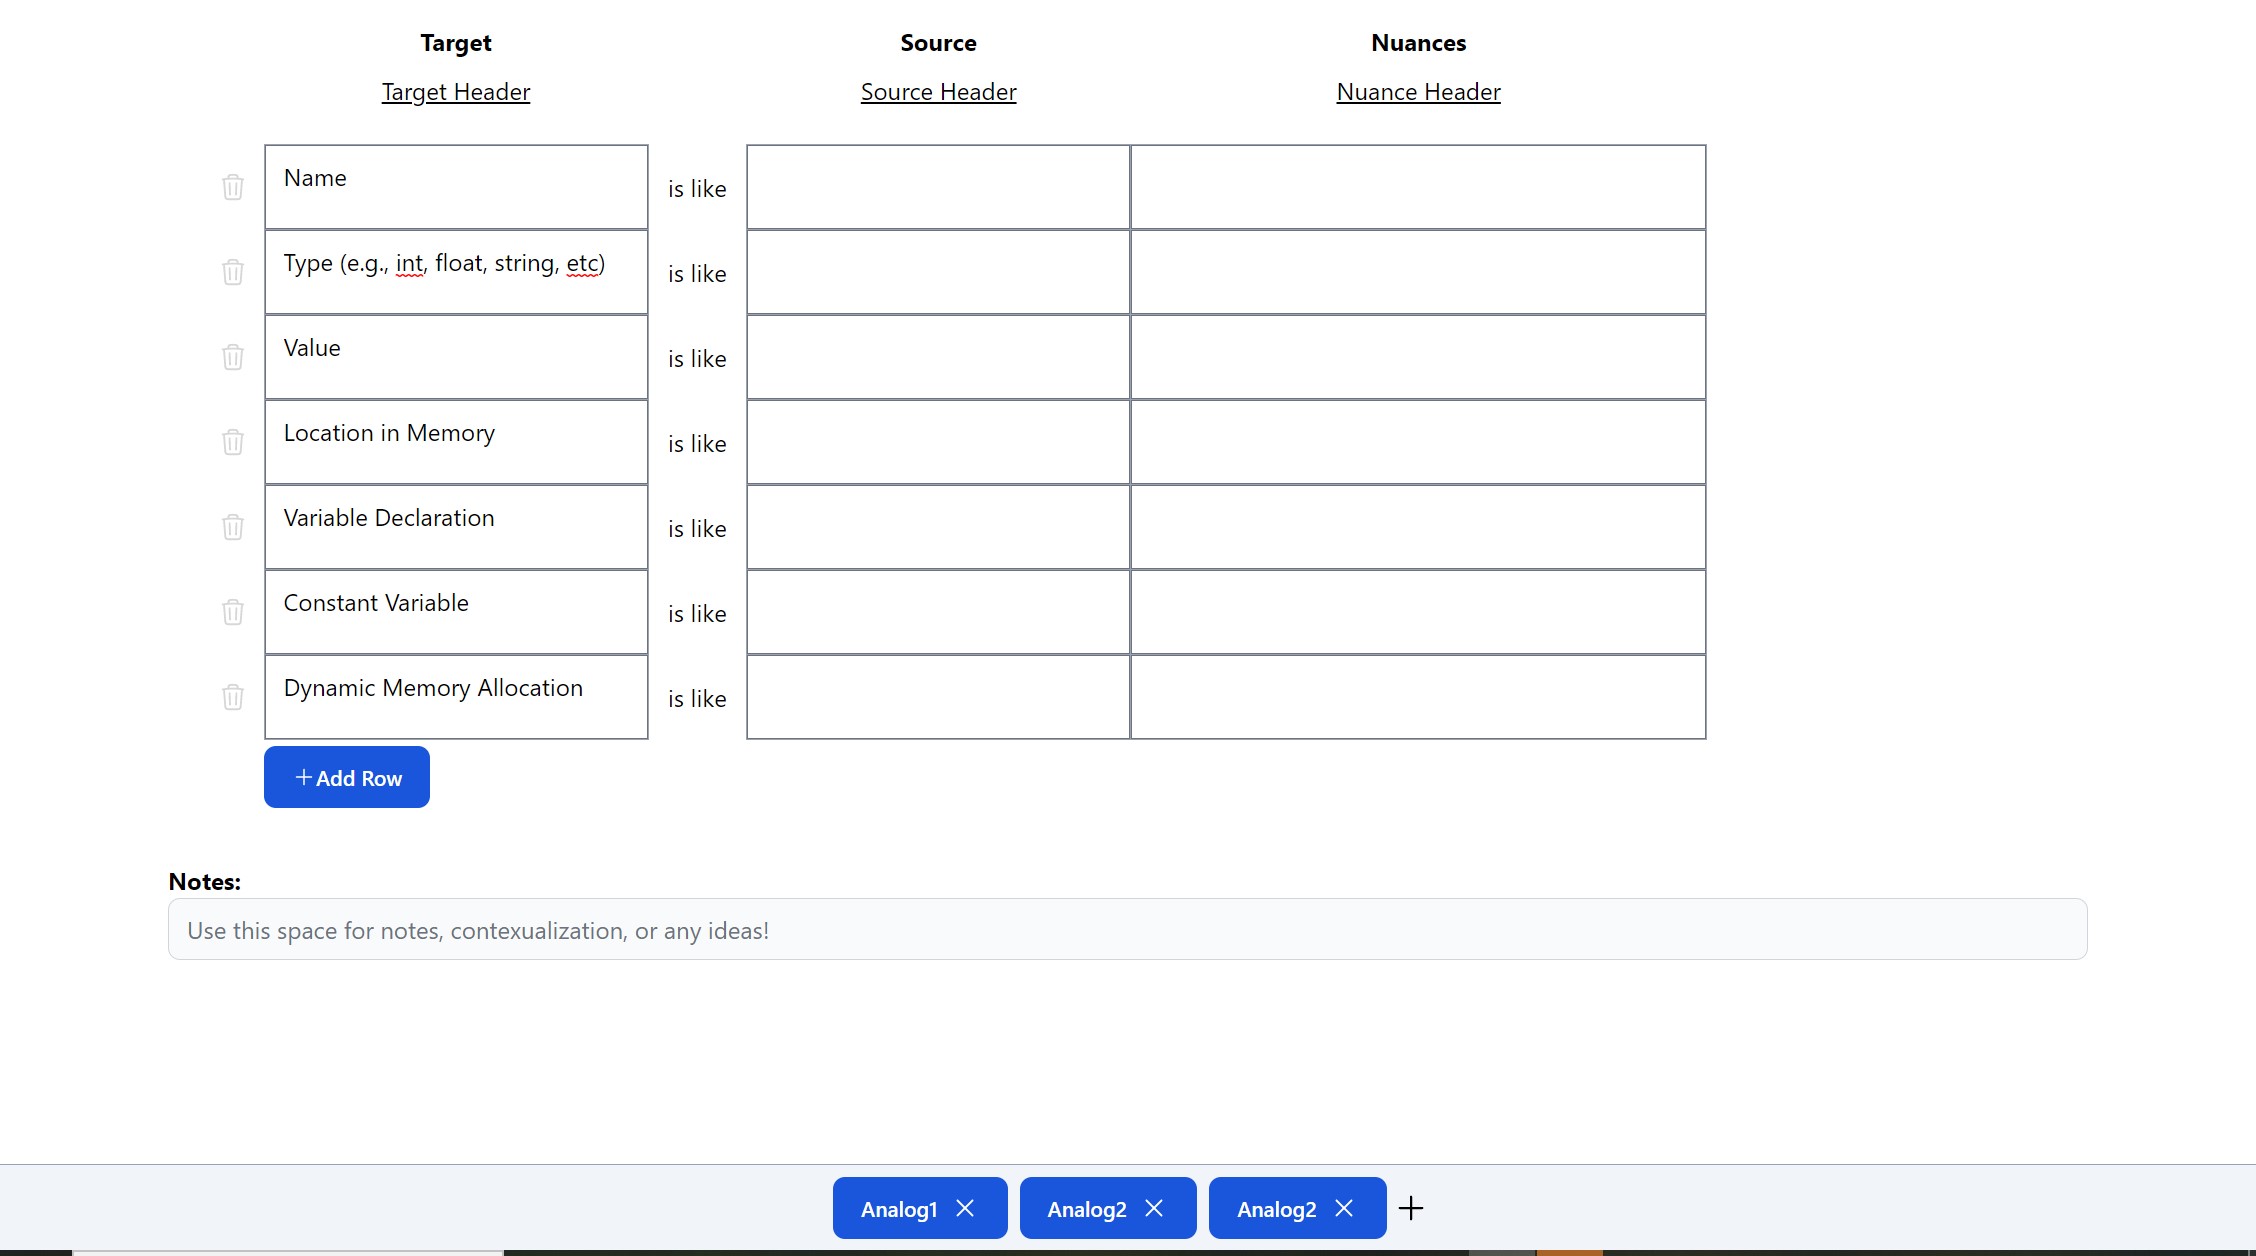 Target Source Nuances
Target Header Source Header Nuance Header
Name is like
Type (e.g., int, float, string, etc) is like
Value is like
Location in Memory is like
Variable Declaration is like
Constant Variable is like
Dynamic Memory Allocation is like
+ Add Row
Notes:
Use this space for notes, contexualization, or any ideas!
Analog1 Analog2 Analog2